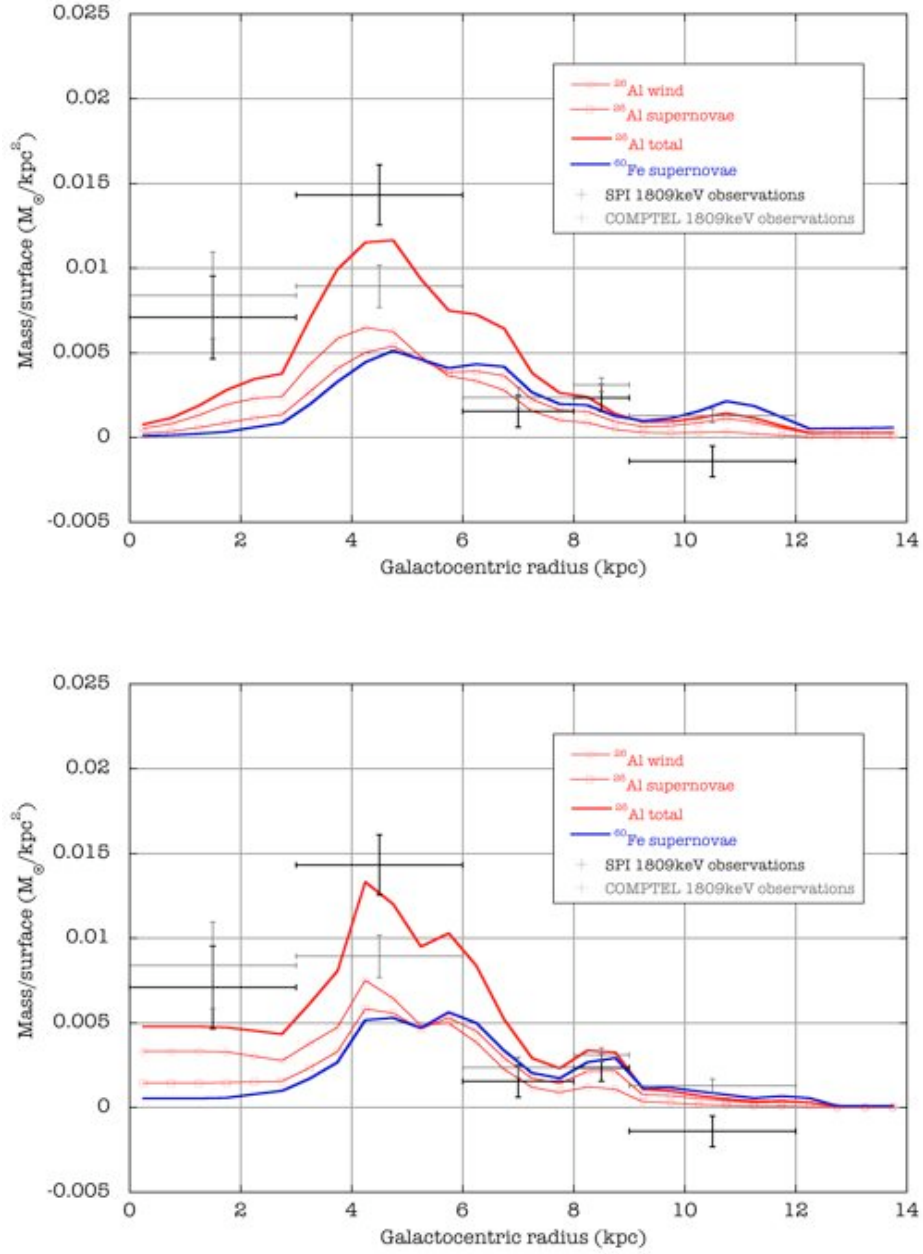 0.025
0.02
0.015
0.01
0.005
0
-0.005
Mass/surface (M⊙/kpc²)
²⁶Al wind
²⁶Al supernovae
²⁶Al total
⁶⁰Fe supernovae
SPI 1809keV observations
COMPTEL 1809keV observations
0 2 4 6 8 10 12 14
Galactocentric radius (kpc)
0.025
0.02
0.015
0.01
0.005
0
-0.005
Mass/surface (M⊙/kpc²)
²⁶Al wind
²⁶Al supernovae
²⁶Al total
⁶⁰Fe supernovae
SPI 1809keV observations
COMPTEL 1809keV observations
0 2 4 6 8 10 12 14
Galactocentric radius (kpc)